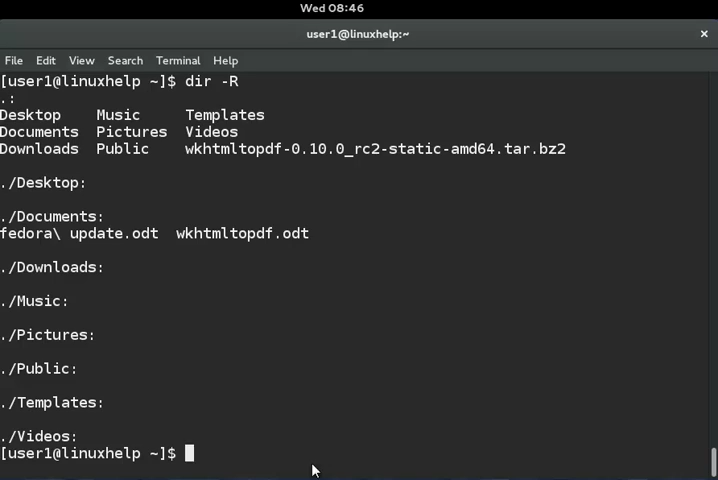 Wed 08:46
user1@linuxhelp:~
×
File Edit View Search Terminal Help
[user1@linuxhelp ~]$ dir -R
.:
Desktop Music Templates
Documents Pictures Videos
Downloads Public wkhtmltopdf-0.10.0_rc2-static-amd64.tar.bz2
./Desktop:
./Documents:
fedora\ update.odt wkhtmltopdf.odt
./Downloads:
./Music:
./Pictures:
./Public:
./Templates:
./Videos:
[user1@linuxhelp ~]$